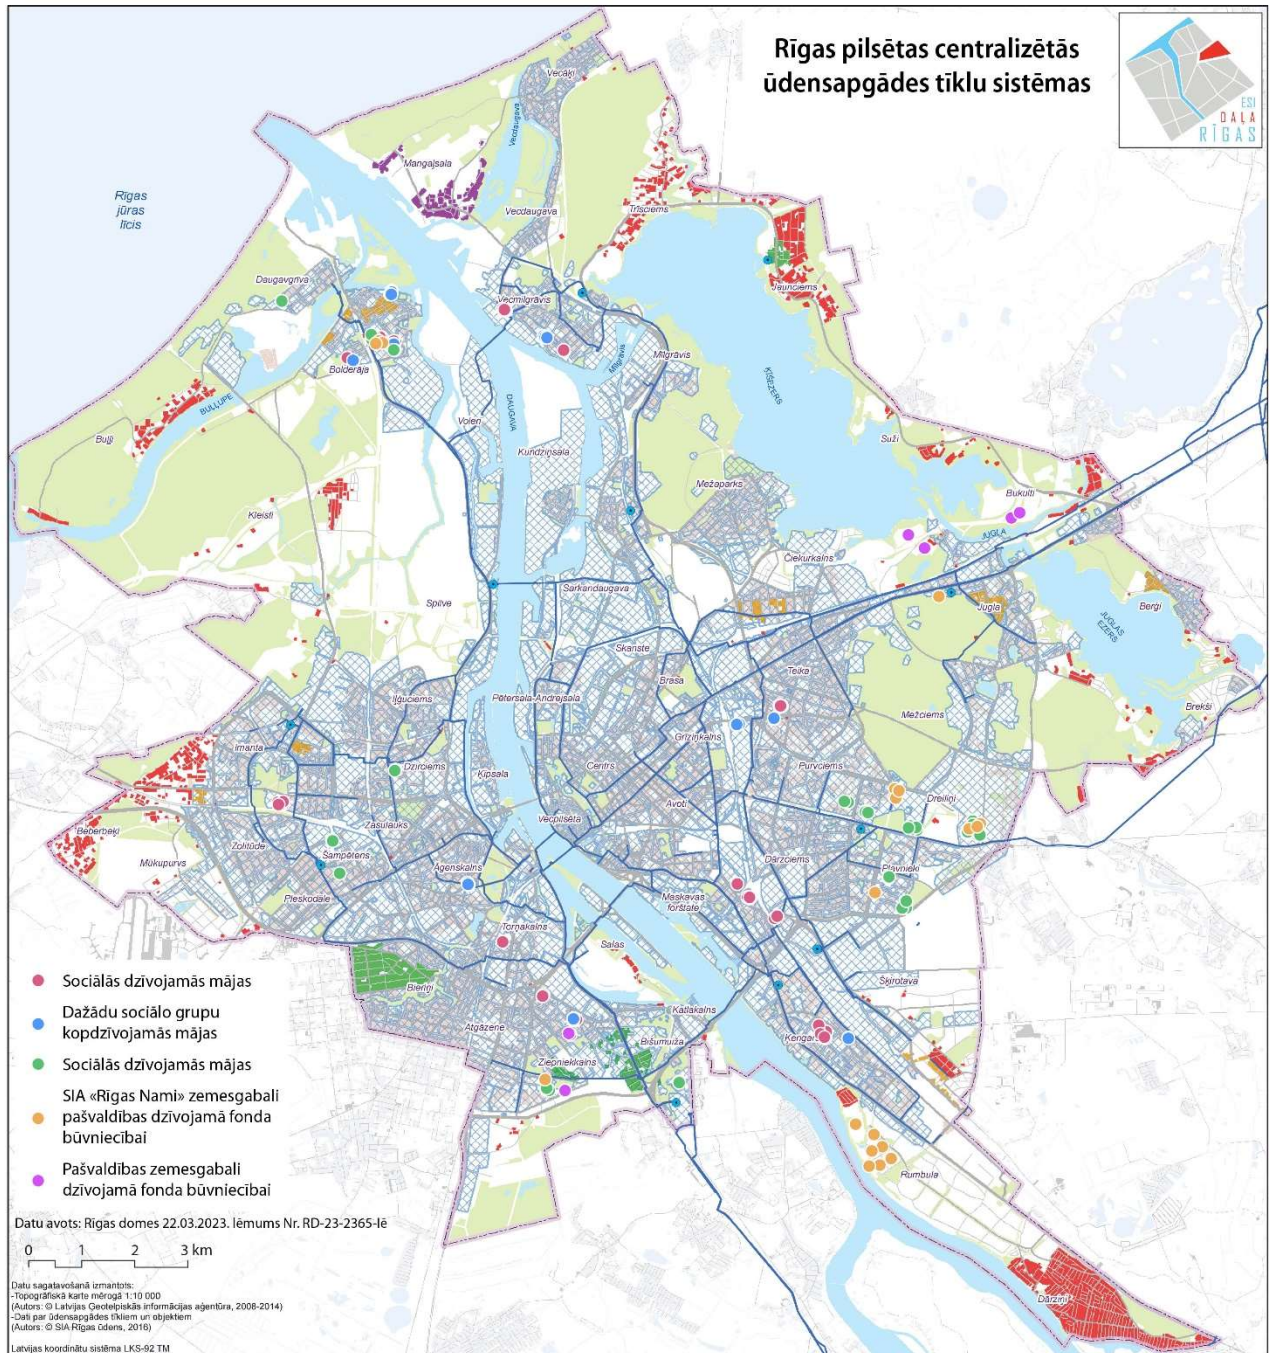 Rīgas pilsētas centralizētās
ūdensapgādes tīklu sistēmas
ESI
DAĻA
RĪGAS
Rīgas
jūras
līcis
Vecāķi
Vecdaugava
Mangaļsala
Vecdaugava
Trīsciems
Daugavgrīva
Vecmīlgrāvis
Jaunciems
Mīlgrāvis
Mīlgrāvis
Bolderāja
ĶĪŠEZERS
BUĻĻUPE
DAUGAVA
Voleri
Buļļi
Kundziņsala
Suži
Mežaparks
Bukulti
Kleisti
JUGLA
Čiekurkalns
Sarkandaugava
Spilve
Jugla
Berģi
JUGLAS
EZERS
Skanste
Brasa
Teika
Iļģuciems
Pētersala-Andrejsala
Mežciems
Brekši
Imanta
Grīziņkalns
Dzirciems
Ķīpsala
Centrs
Purvciems
Avoti
Dreiliņi
Zasulauks
Vecpilsēta
Beberbeķi
Zolitūde
Šampēteris
Mūkupurvs
Āgenskalns
Dārzciems
Pļavnieki
Pleskodāle
Maskavas
forštate
Torņakalns
Salas
Bieriņi
Šķirotava
Katlakalns
Atgāzene
Bišumuiža
Ķengarags
Ziepniekkalns
Rumbula
Dārziņi
Sociālās dzīvojamās mājas
Dažādu sociālo grupu
kopdzīvojamās mājas
Sociālās dzīvojamās mājas
SIA «Rīgas Nami» zemesgabali
pašvaldības dzīvojamā fonda
būvniecībai
Pašvaldības zemesgabali
dzīvojamā fonda būvniecībai
Datu avots: Rīgas domes 22.03.2023. lēmums Nr. RD-23-2365-lē
0 1 2 3 km
Datu sagatavošanā izmantots:
-Topogrāfiskā karte mērogā 1:10 000
(Autors: © Latvijas Ģeotelpiskās informācijas aģentūra, 2008-2014)
-Dati par ūdensapgādes tīkliem un objektiem
(Autors: © SIA Rīgas ūdens, 2016)
Latvijas koordinātu sistēma LKS-92 TM